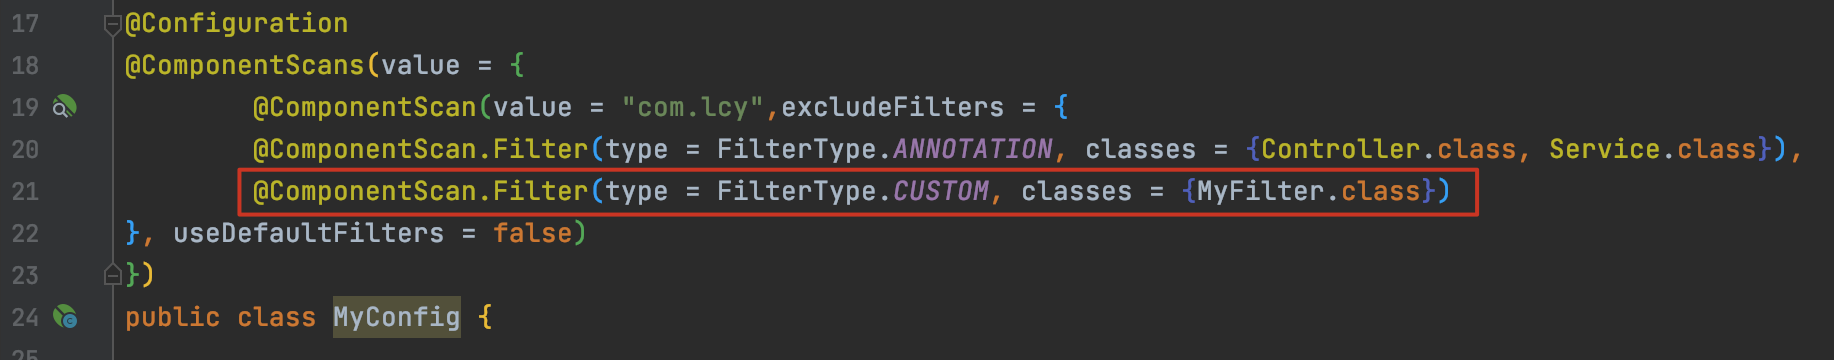 17 @Configuration
18 @ComponentScans(value = {
19 @ComponentScan(value = "com.lcy",excludeFilters = {
20 @ComponentScan.Filter(type = FilterType.ANNOTATION, classes = {Controller.class, Service.class}),
21 @ComponentScan.Filter(type = FilterType.CUSTOM, classes = {MyFilter.class})
22 }, useDefaultFilters = false)
23 })
24 public class MyConfig {
25